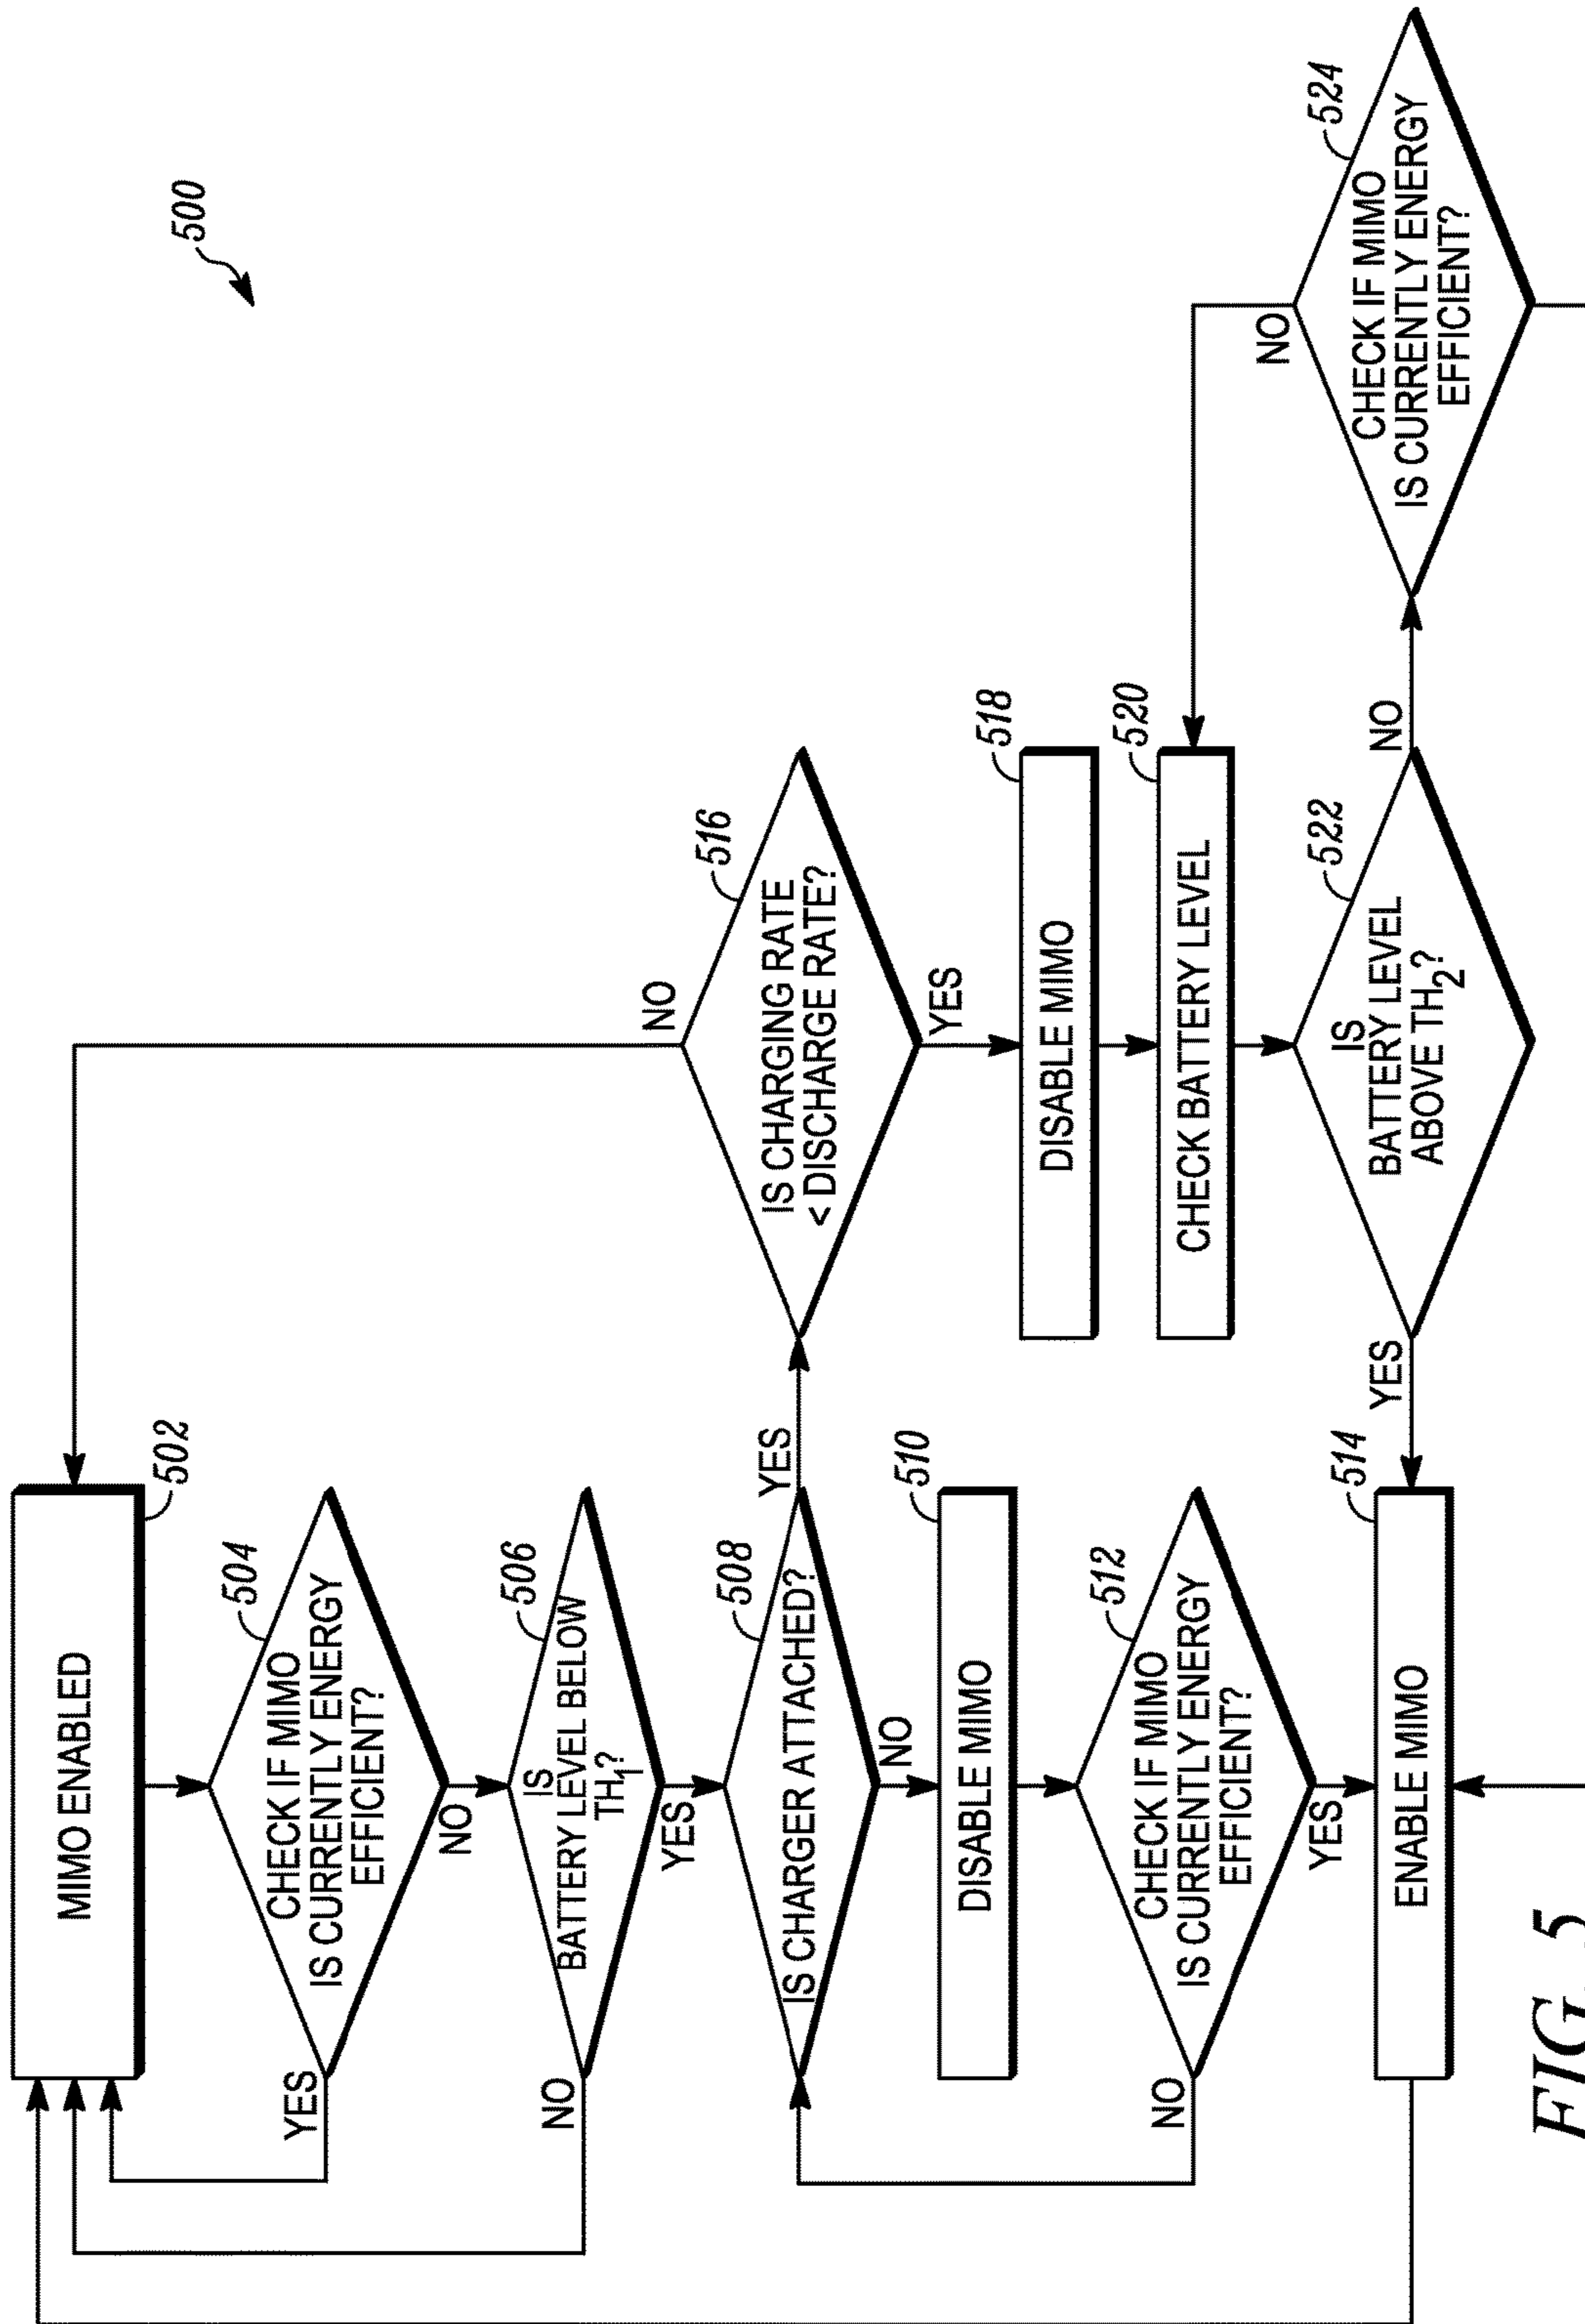 500
MIMO ENABLED
502
CHECK IF MIMO
IS CURRENTLY ENERGY
EFFICIENT?
504
YES
NO
IS
BATTERY LEVEL BELOW
TH1?
506
NO
YES
IS CHARGER ATTACHED?
508
YES
NO
DISABLE MIMO
510
CHECK IF MIMO
IS CURRENTLY ENERGY
EFFICIENT?
512
NO
YES
ENABLE MIMO
514
IS CHARGING RATE
< DISCHARGE RATE?
516
NO
YES
DISABLE MIMO
518
CHECK BATTERY LEVEL
520
IS
BATTERY LEVEL
ABOVE TH2?
522
YES
NO
CHECK IF MIMO
IS CURRENTLY ENERGY
EFFICIENT?
524
NO
FIG. 5